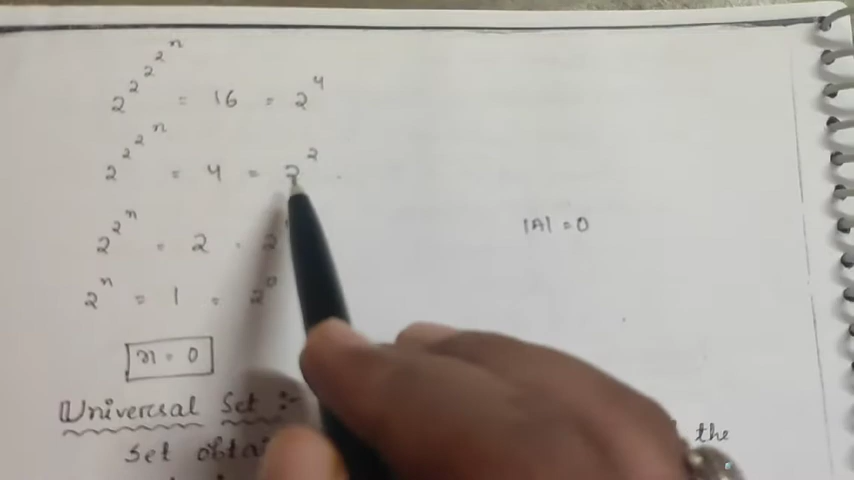 2^2^2^2^n = 16 = 2^4
2^2^2^n = 4 = 2^2
2^2^n = 2 = 2
|A| = 0
2^n = 1 = 2^0
n = 0
Universal Set :-
the
set